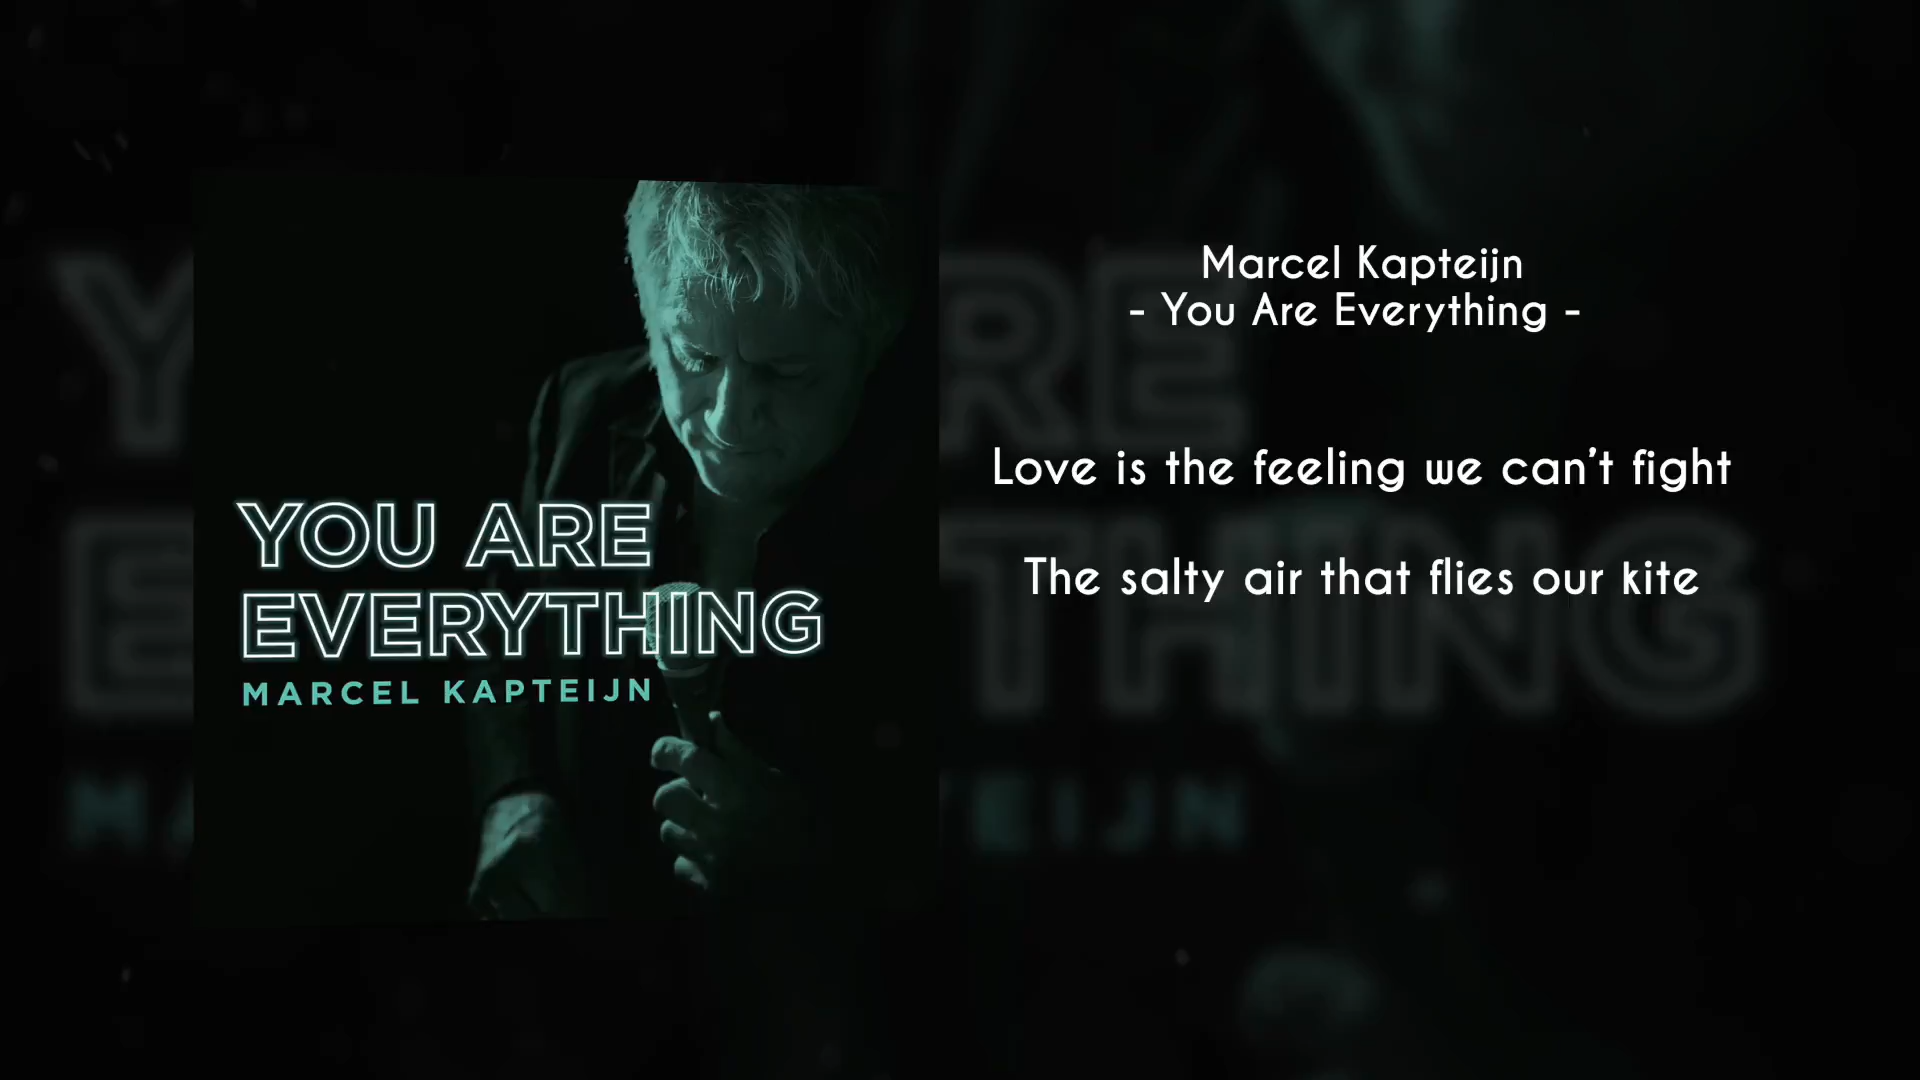 YOU ARE
EVERYTHING
MARCEL KAPTEIJN
Marcel Kapteijn
- You Are Everything -
Love is the feeling we can't fight
The salty air that flies our kite